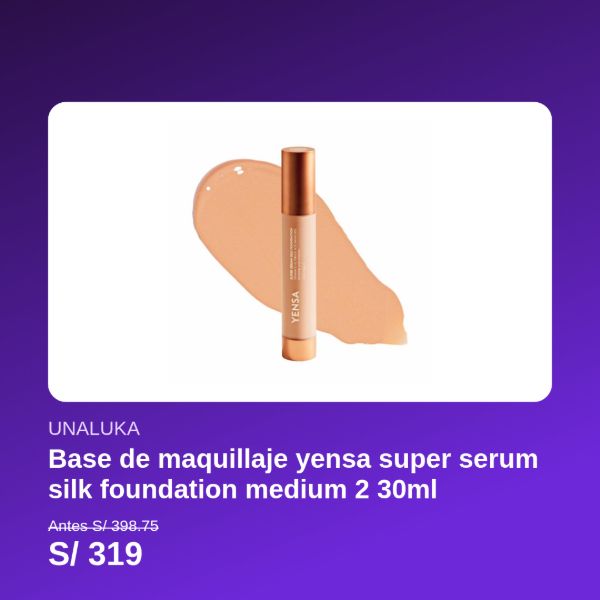 YENSA
UNALUKA
Base de maquillaje yensa super serum
silk foundation medium 2 30ml
Antes S/ 398.75
S/ 319